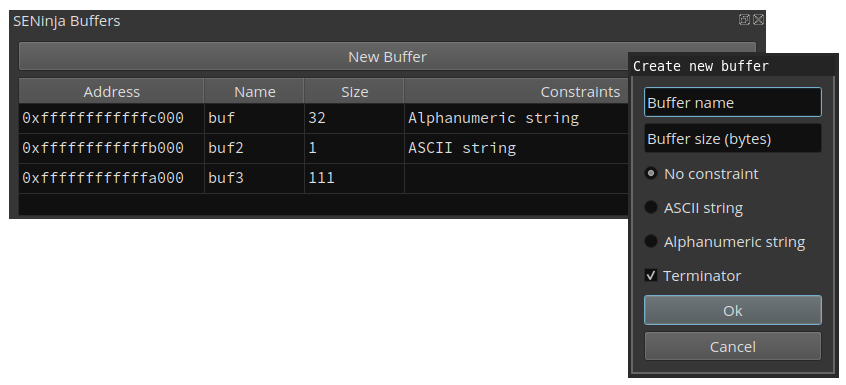 SENinja Buffers
New Buffer
Address Name Size Constraints
0xffffffffffffc000 buf 32 Alphanumeric string
0xffffffffffffb000 buf2 1 ASCII string
0xffffffffffffa000 buf3 111
Create new buffer
Buffer name
Buffer size (bytes)
No constraint
ASCII string
Alphanumeric string
Terminator
Ok
Cancel